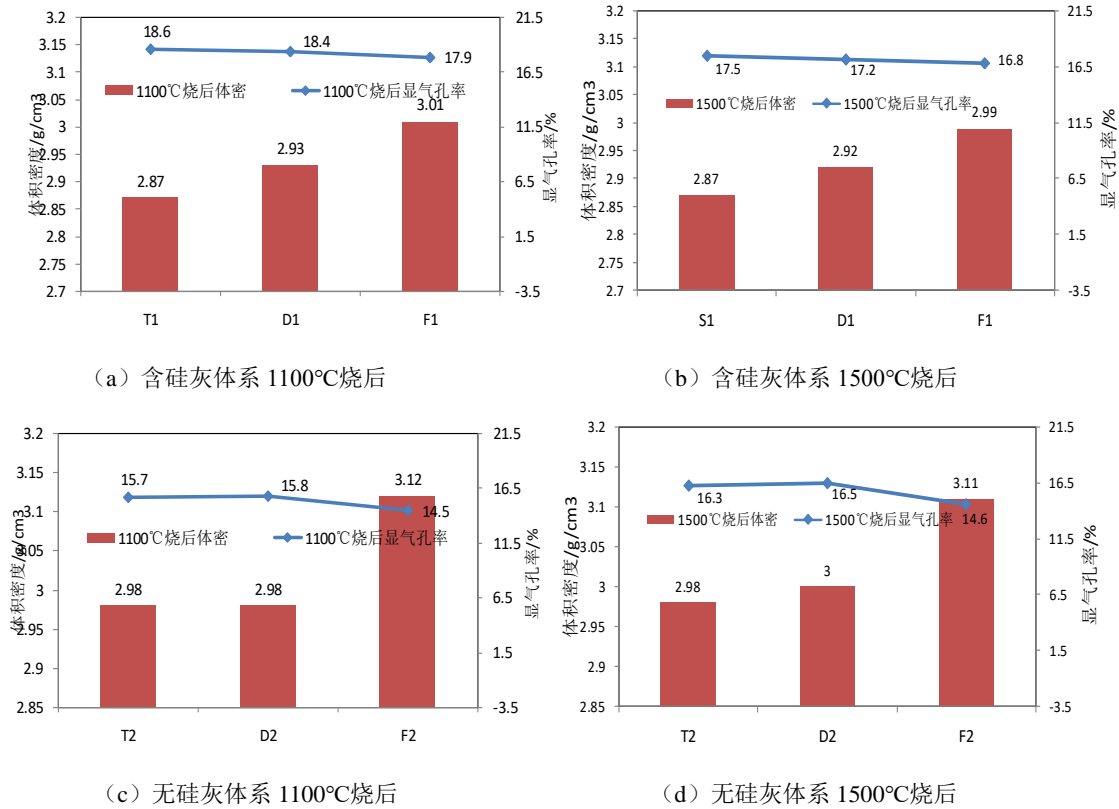 3.2
3.15
3.1
3.05
3
2.95
2.9
2.85
2.8
2.75
2.7
体积密度/g/cm3
18.6
18.4
17.9
1100℃烧后体密
1100℃烧后显气孔率
2.87
2.93
3.01
21.5
16.5
11.5
6.5
1.5
-3.5
显气孔率/%
T1
D1
F1
(a)含硅灰体系 1100℃烧后
3.2
3.15
3.1
3.05
3
2.95
2.9
2.85
2.8
2.75
2.7
体积密度/g/cm3
17.5
17.2
16.8
1500℃烧后体密
1500℃烧后显气孔率
2.87
2.92
2.99
21.5
16.5
11.5
6.5
1.5
-3.5
显气孔率/%
S1
D1
F1
(b)含硅灰体系 1500℃烧后
3.2
3.15
3.1
3.05
3
2.95
2.9
2.85
体积密度/g/cm3
15.7
15.8
14.5
1100℃烧后体密
1100℃烧后显气孔率
2.98
2.98
3.12
21.5
16.5
11.5
6.5
1.5
-3.5
显气孔率/%
T2
D2
F2
(c)无硅灰体系 1100℃烧后
3.2
3.15
3.1
3.05
3
2.95
2.9
2.85
体积密度/g/cm3
16.3
16.5
14.6
1500℃烧后体密
1500℃烧后显气孔率
2.98
3
3.11
21.5
16.5
11.5
6.5
1.5
-3.5
显气孔率/%
T2
D2
F2
(d)无硅灰体系 1500℃烧后